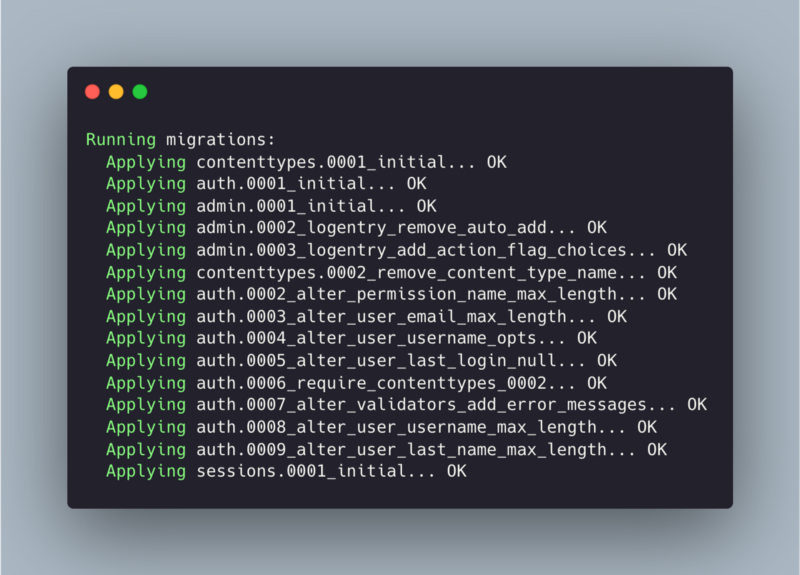 Running migrations:
Applying contenttypes.0001_initial... OK
Applying auth.0001_initial... OK
Applying admin.0001_initial... OK
Applying admin.0002_logentry_remove_auto_add... OK
Applying admin.0003_logentry_add_action_flag_choices... OK
Applying contenttypes.0002_remove_content_type_name... OK
Applying auth.0002_alter_permission_name_max_length... OK
Applying auth.0003_alter_user_email_max_length... OK
Applying auth.0004_alter_user_username_opts... OK
Applying auth.0005_alter_user_last_login_null... OK
Applying auth.0006_require_contenttypes_0002... OK
Applying auth.0007_alter_validators_add_error_messages... OK
Applying auth.0008_alter_user_username_max_length... OK
Applying auth.0009_alter_user_last_name_max_length... OK
Applying sessions.0001_initial... OK